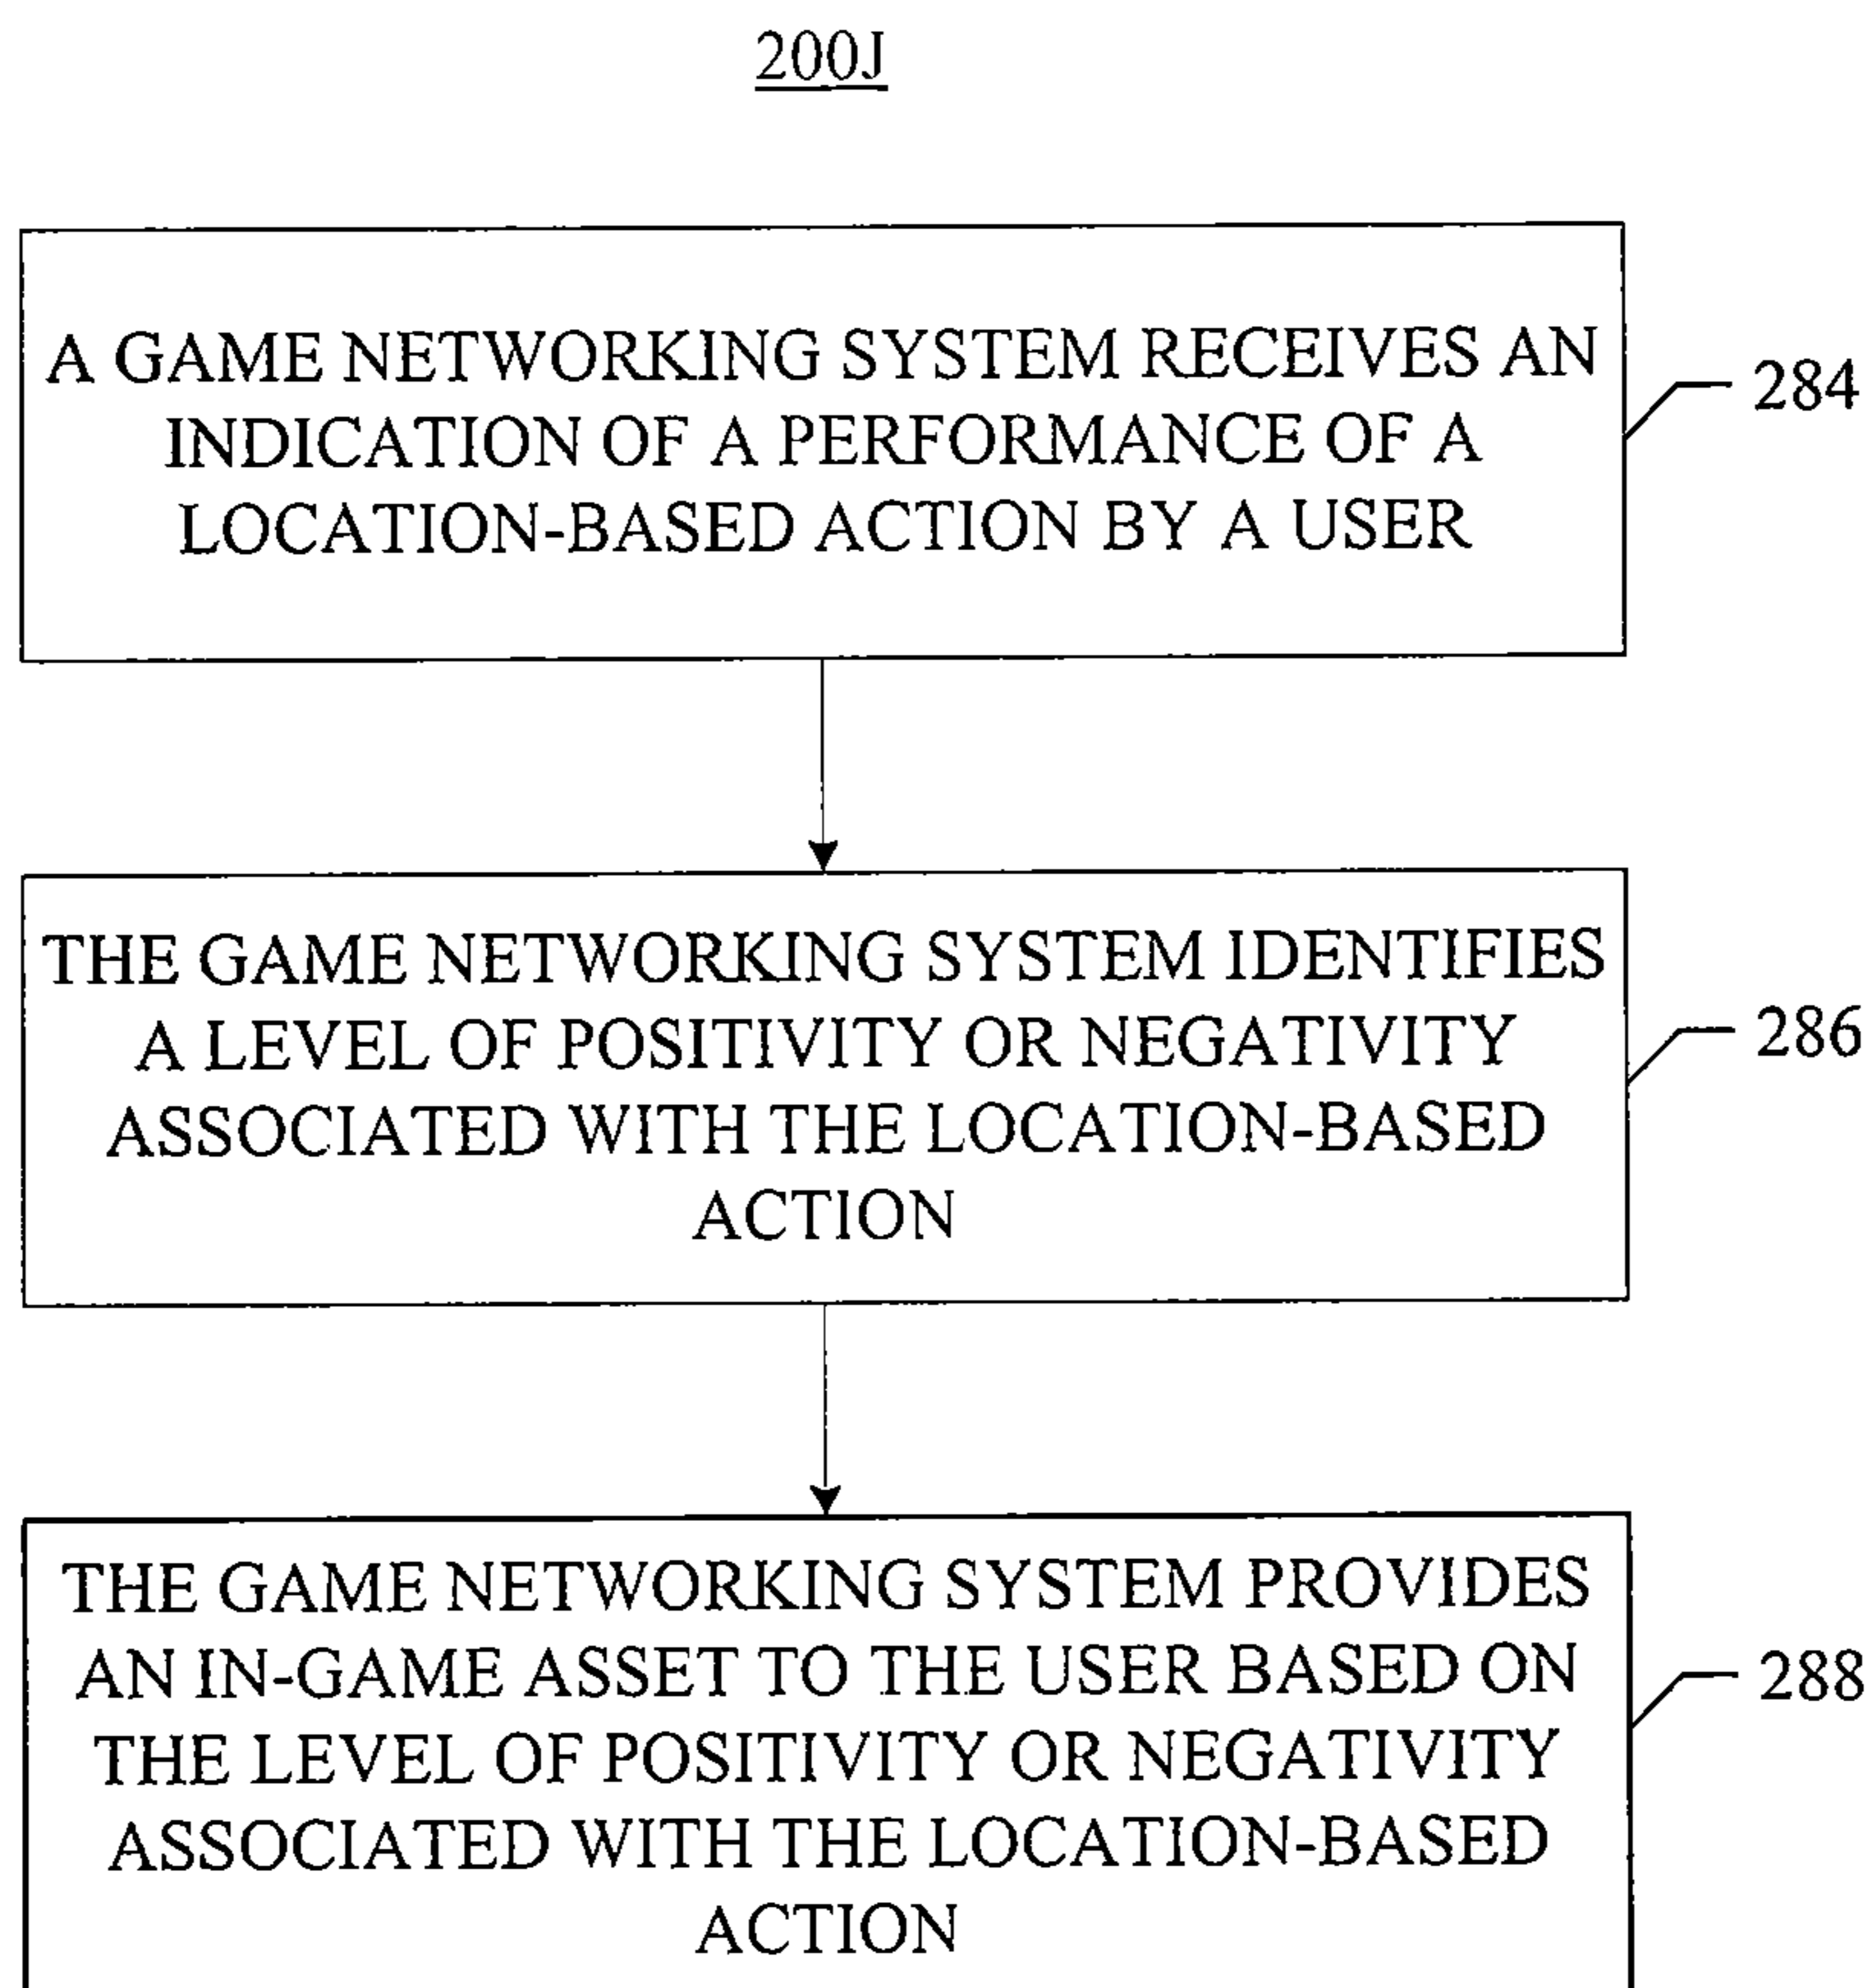 200J
A GAME NETWORKING SYSTEM RECEIVES AN
INDICATION OF A PERFORMANCE OF A
LOCATION-BASED ACTION BY A USER
284
THE GAME NETWORKING SYSTEM IDENTIFIES
A LEVEL OF POSITIVITY OR NEGATIVITY
ASSOCIATED WITH THE LOCATION-BASED
ACTION
286
THE GAME NETWORKING SYSTEM PROVIDES
AN IN-GAME ASSET TO THE USER BASED ON
THE LEVEL OF POSITIVITY OR NEGATIVITY
ASSOCIATED WITH THE LOCATION-BASED
ACTION
288